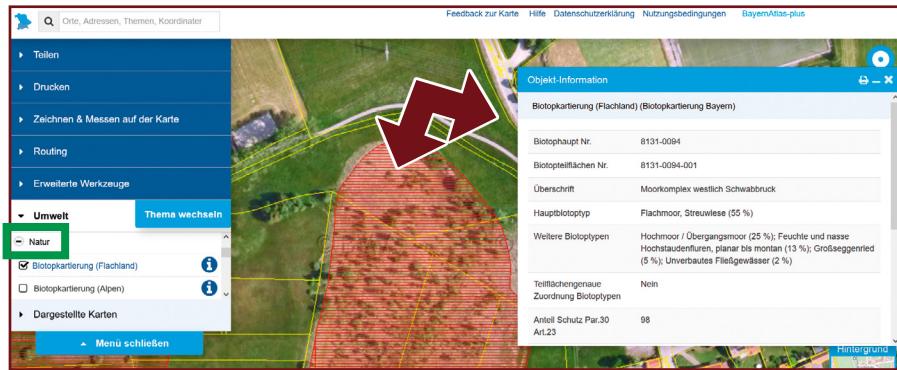 Orte, Adressen, Themen, Koordinater
Feedback zur Karte Hilfe Datenschutzerklärung Nutzungsbedingungen BayernAtlas-plus
Teilen
Drucken
Zeichnen & Messen auf der Karte
Routing
Erweiterte Werkzeuge
Umwelt Thema wechseln
Natur
Biotopkartierung (Flachland)
Biotopkartierung (Alpen)
Dargestellte Karten
Menü schließen
Objekt-Information
Biotopkartierung (Flachland) (Biotopkartierung Bayern)
Biotophaupt Nr. 8131-0094
Biotopteilflächen Nr. 8131-0094-001
Überschrift Moorkomplex westlich Schwabbruck
Hauptbiotoptyp Flachmoor, Streuwiese (55 %)
Weitere Biotoptypen Hochmoor / Übergangsmoor (25 %); Feuchte und nasse
Hochstaudenfluren, planar bis montan (13 %); Großseggenried
(5 %); Unverbautes Fließgewässer (2 %)
Teilflächengenaue Nein
Zuordnung Biotoptypen
Anteil Schutz Par.30 98
Art.23
Hintergrund